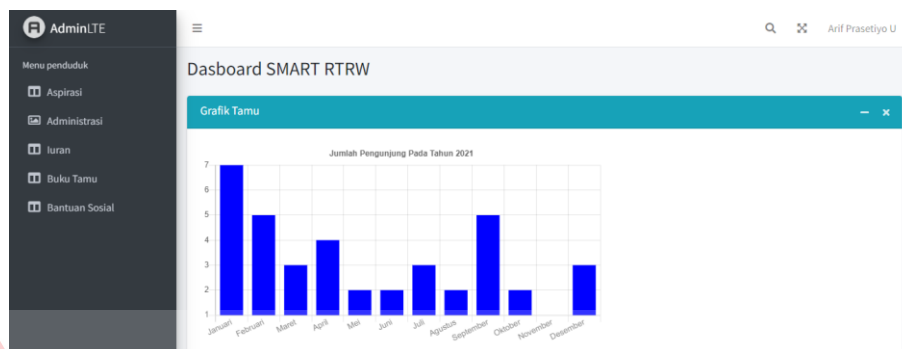 AdminLTE
Arif Prasetiyo U
Menu penduduk
Aspirasi
Administrasi
Iuran
Buku Tamu
Bantuan Sosial
Dasboard SMART RTRW
Grafik Tamu
Jumlah Pengunjung Pada Tahun 2021
7
6
5
4
3
2
1
Januari
Februari
Maret
April
Mei
Juni
Juli
Agustus
September
Oktober
November
Desember